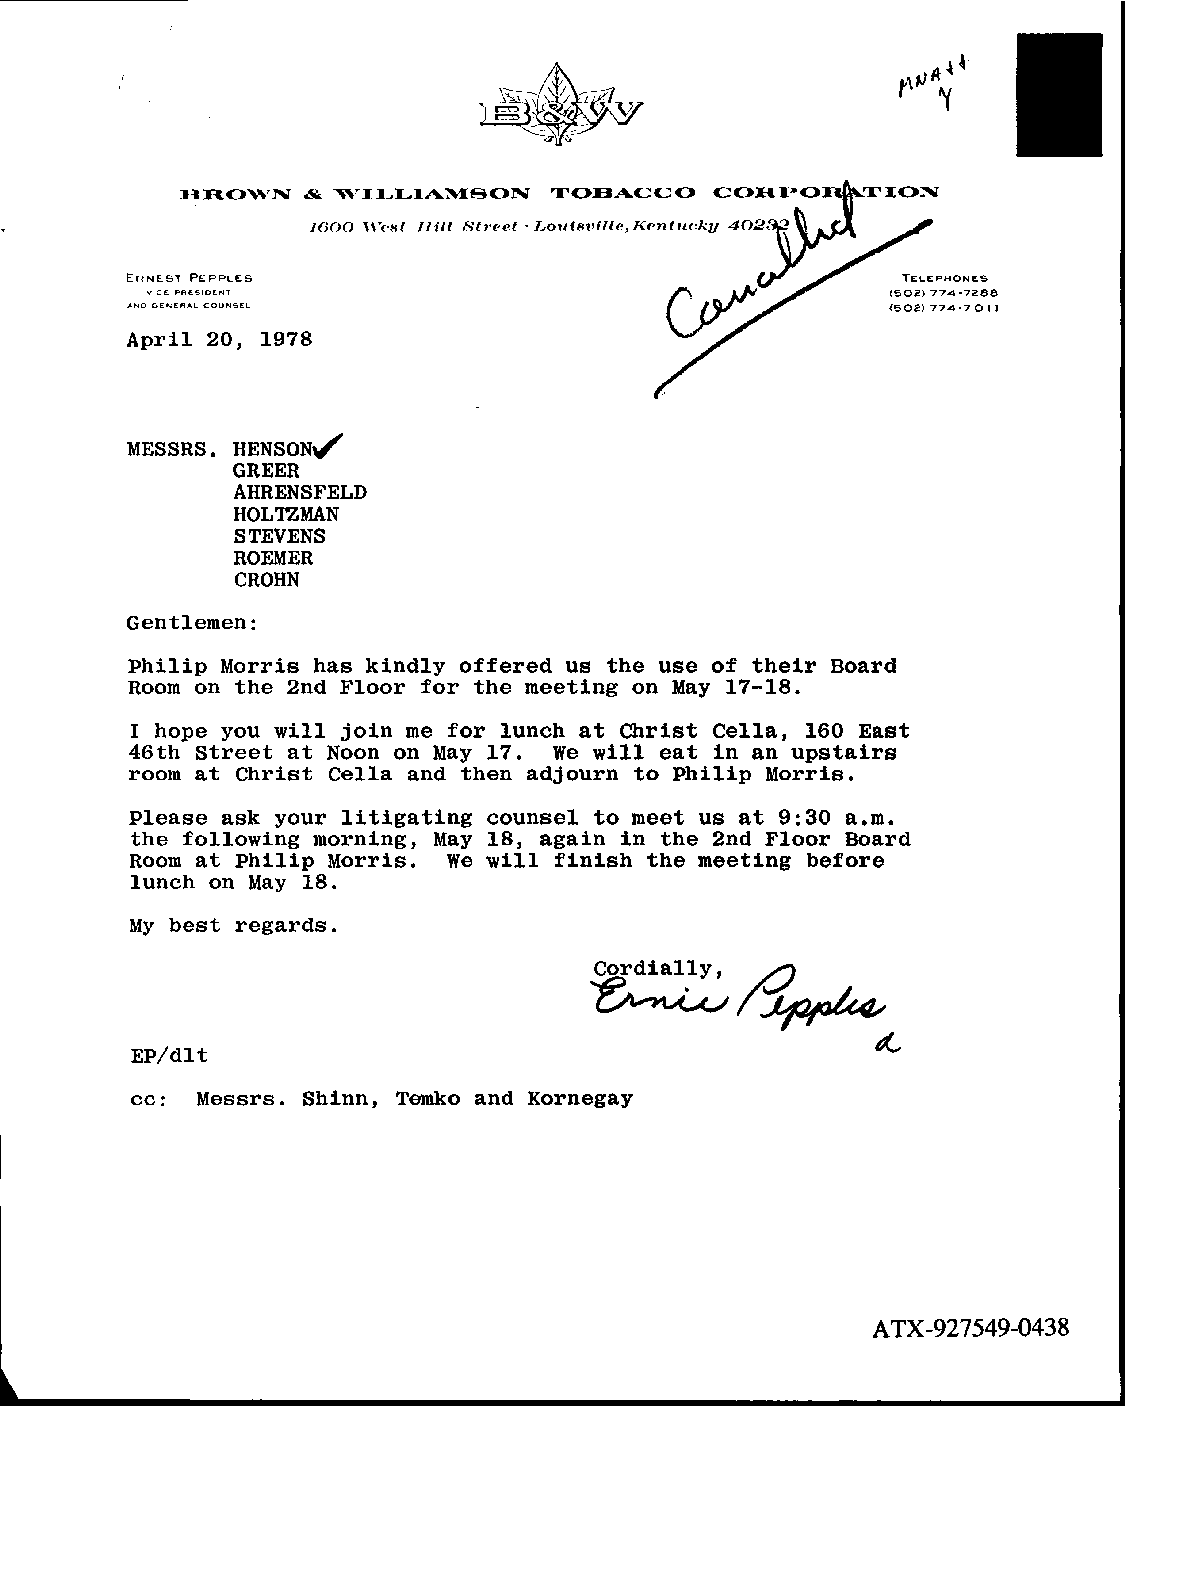 MNAtt
Y
B&W
BROWN & WILLIAMSON TOBACCO CORPORATION
1600 West Hill Street · Louisville, Kentucky 40232
Cancelled
ERNEST PEPPLES
VICE PRESIDENT
AND GENERAL COUNSEL
TELEPHONES
(502) 774-7288
(502) 774-7011
April 20, 1978
MESSRS. HENSON✓
GREER
AHRENSFELD
HOLTZMAN
STEVENS
ROEMER
CROHN
Gentlemen:
Philip Morris has kindly offered us the use of their Board
Room on the 2nd Floor for the meeting on May 17-18.
I hope you will join me for lunch at Christ Cella, 160 East
46th Street at Noon on May 17. We will eat in an upstairs
room at Christ Cella and then adjourn to Philip Morris.
Please ask your litigating counsel to meet us at 9:30 a.m.
the following morning, May 18, again in the 2nd Floor Board
Room at Philip Morris. We will finish the meeting before
lunch on May 18.
My best regards.
Cordially,
Ernie Pepples
d
EP/dlt
cc: Messrs. Shinn, Temko and Kornegay
ATX-927549-0438